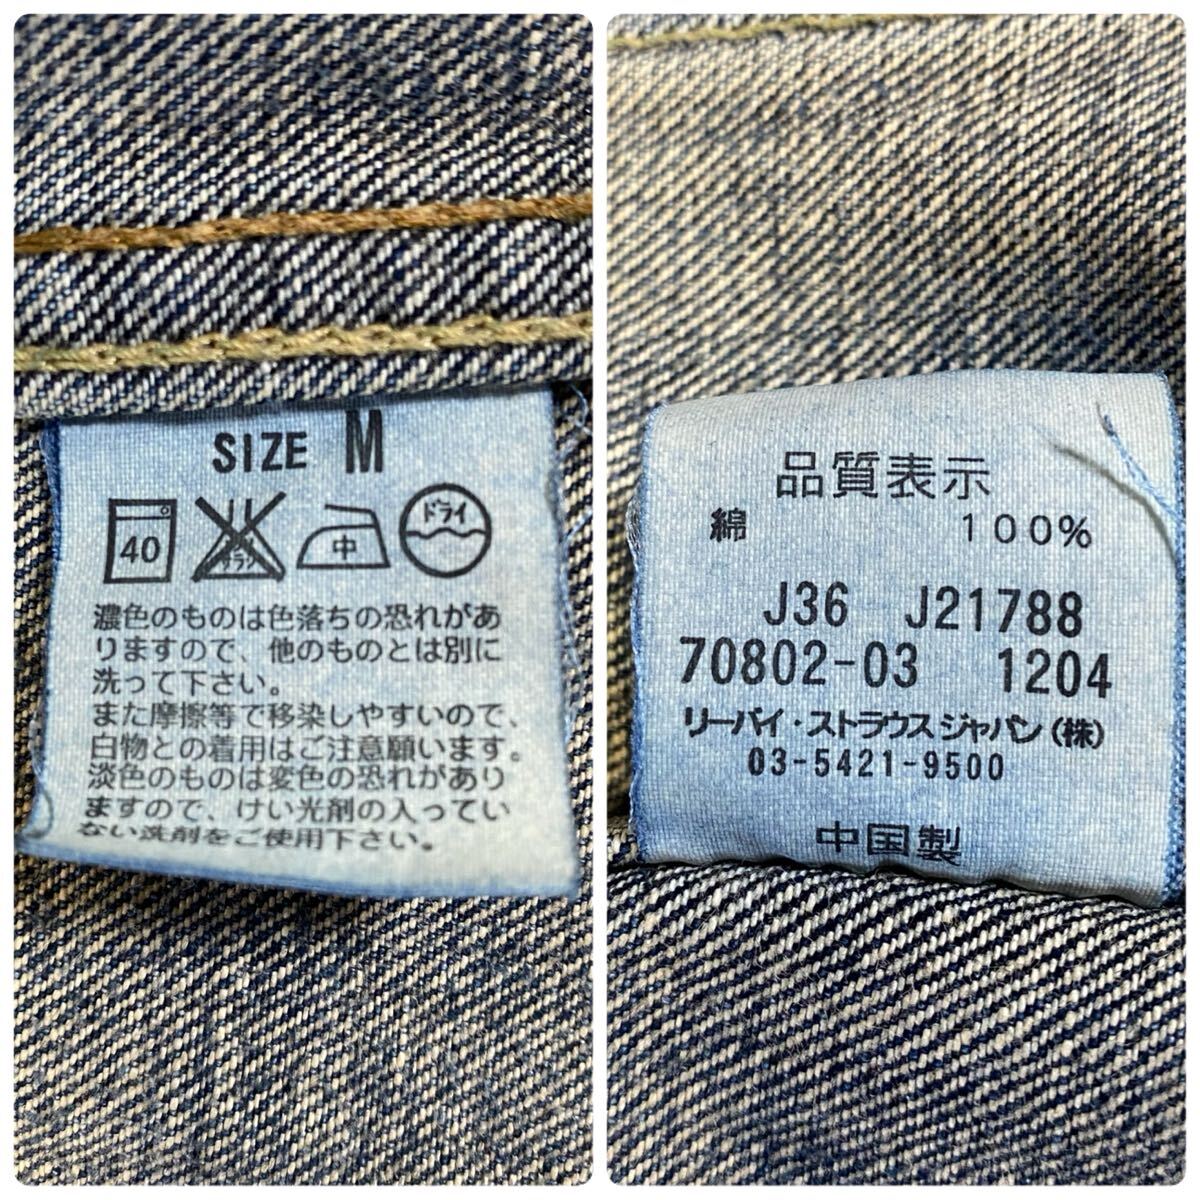 SIZE M
40 エンソサラシ 中 ドライ
濃色のものは色落ちの恐れがあ
りますので、他のものとは別に
洗って下さい。
また摩擦等で移染しやすいので、
白物との着用はご注意願います。
淡色のものは変色の恐れがあり
ますので、けい光剤の入ってい
ない洗剤をご使用下さい。
品質表示
綿 100%
J36 J21788
70802-03 1204
リーバイ・ストラウスジャパン(株)
03-5421-9500
中国製